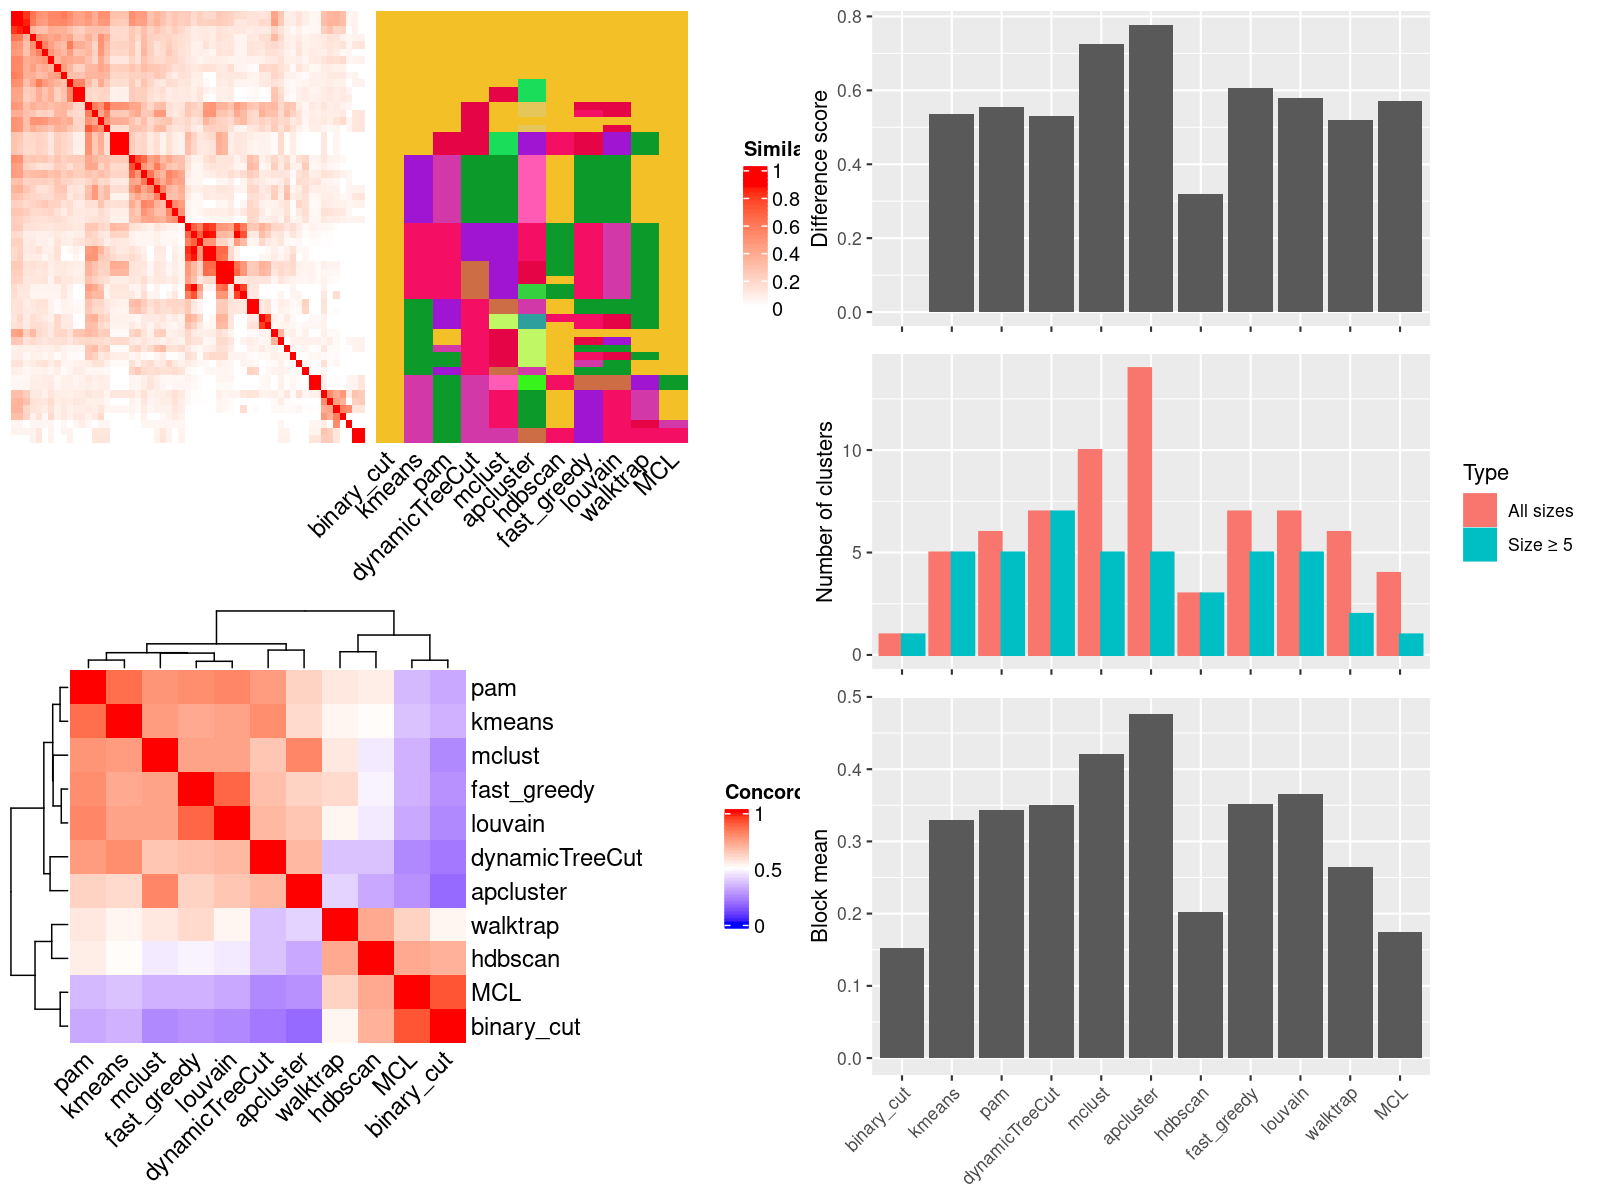 Simila
1
0.8
0.6
0.4
0.2
0
binary_cut
kmeans
pam
dynamicTreeCut
mclust
apcluster
hdbscan
fast_greedy
louvain
walktrap
MCL
pam
kmeans
mclust
fast_greedy
louvain
dynamicTreeCut
apcluster
walktrap
hdbscan
MCL
binary_cut
pam
kmeans
mclust
fast_greedy
louvain
dynamicTreeCut
apcluster
walktrap
hdbscan
MCL
binary_cut
Concord
1
0.5
0
Difference score
0.8
0.6
0.4
0.2
0.0
Number of clusters
10
5
0
Type
All sizes
Size ≥ 5
Block mean
0.5
0.4
0.3
0.2
0.1
0.0
binary_cut
kmeans
pam
dynamicTreeCut
mclust
apcluster
hdbscan
fast_greedy
louvain
walktrap
MCL